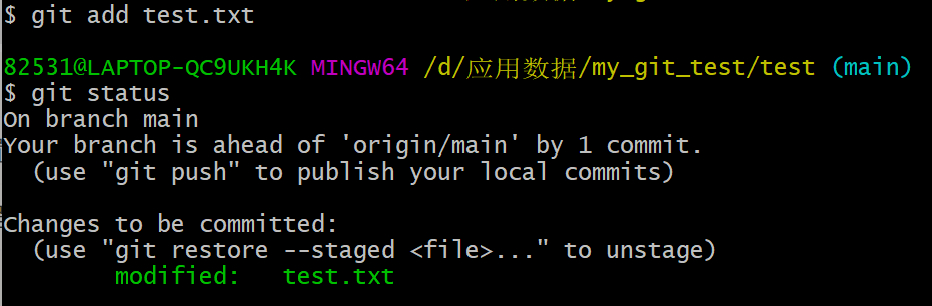 $ git add test.txt
82531@LAPTOP-QC9UKH4K MINGW64 /d/应用数据/my_git_test/test (main)
$ git status
On branch main
Your branch is ahead of 'origin/main' by 1 commit.
  (use "git push" to publish your local commits)
Changes to be committed:
  (use "git restore --staged <file>..." to unstage)
        modified:   test.txt